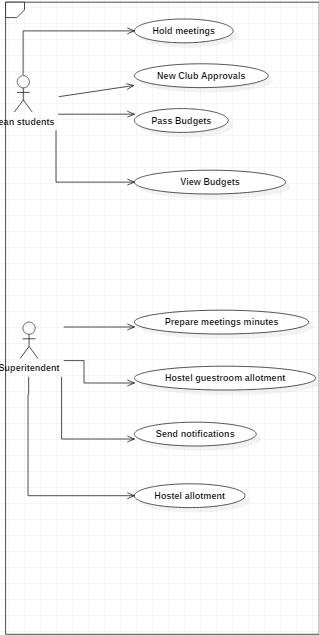 Hold meetings
New Club Approvals
ean students
Pass Budgets
View Budgets
Prepare meetings minutes
Superitendent
Hostel guestroom allotment
Send notifications
Hostel allotment